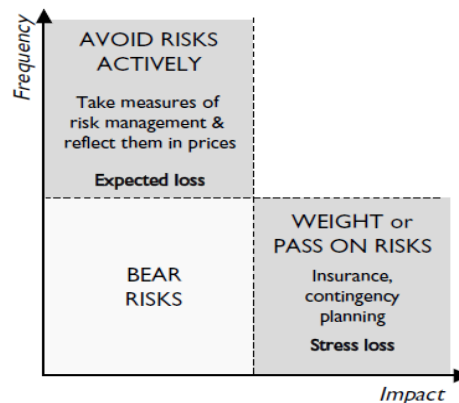 Frequency
AVOID RISKS
ACTIVELY
Take measures of
risk management &
reflect them in prices
Expected loss
BEAR
RISKS
WEIGHT or
PASS ON RISKS
Insurance,
contingency
planning
Stress loss
Impact